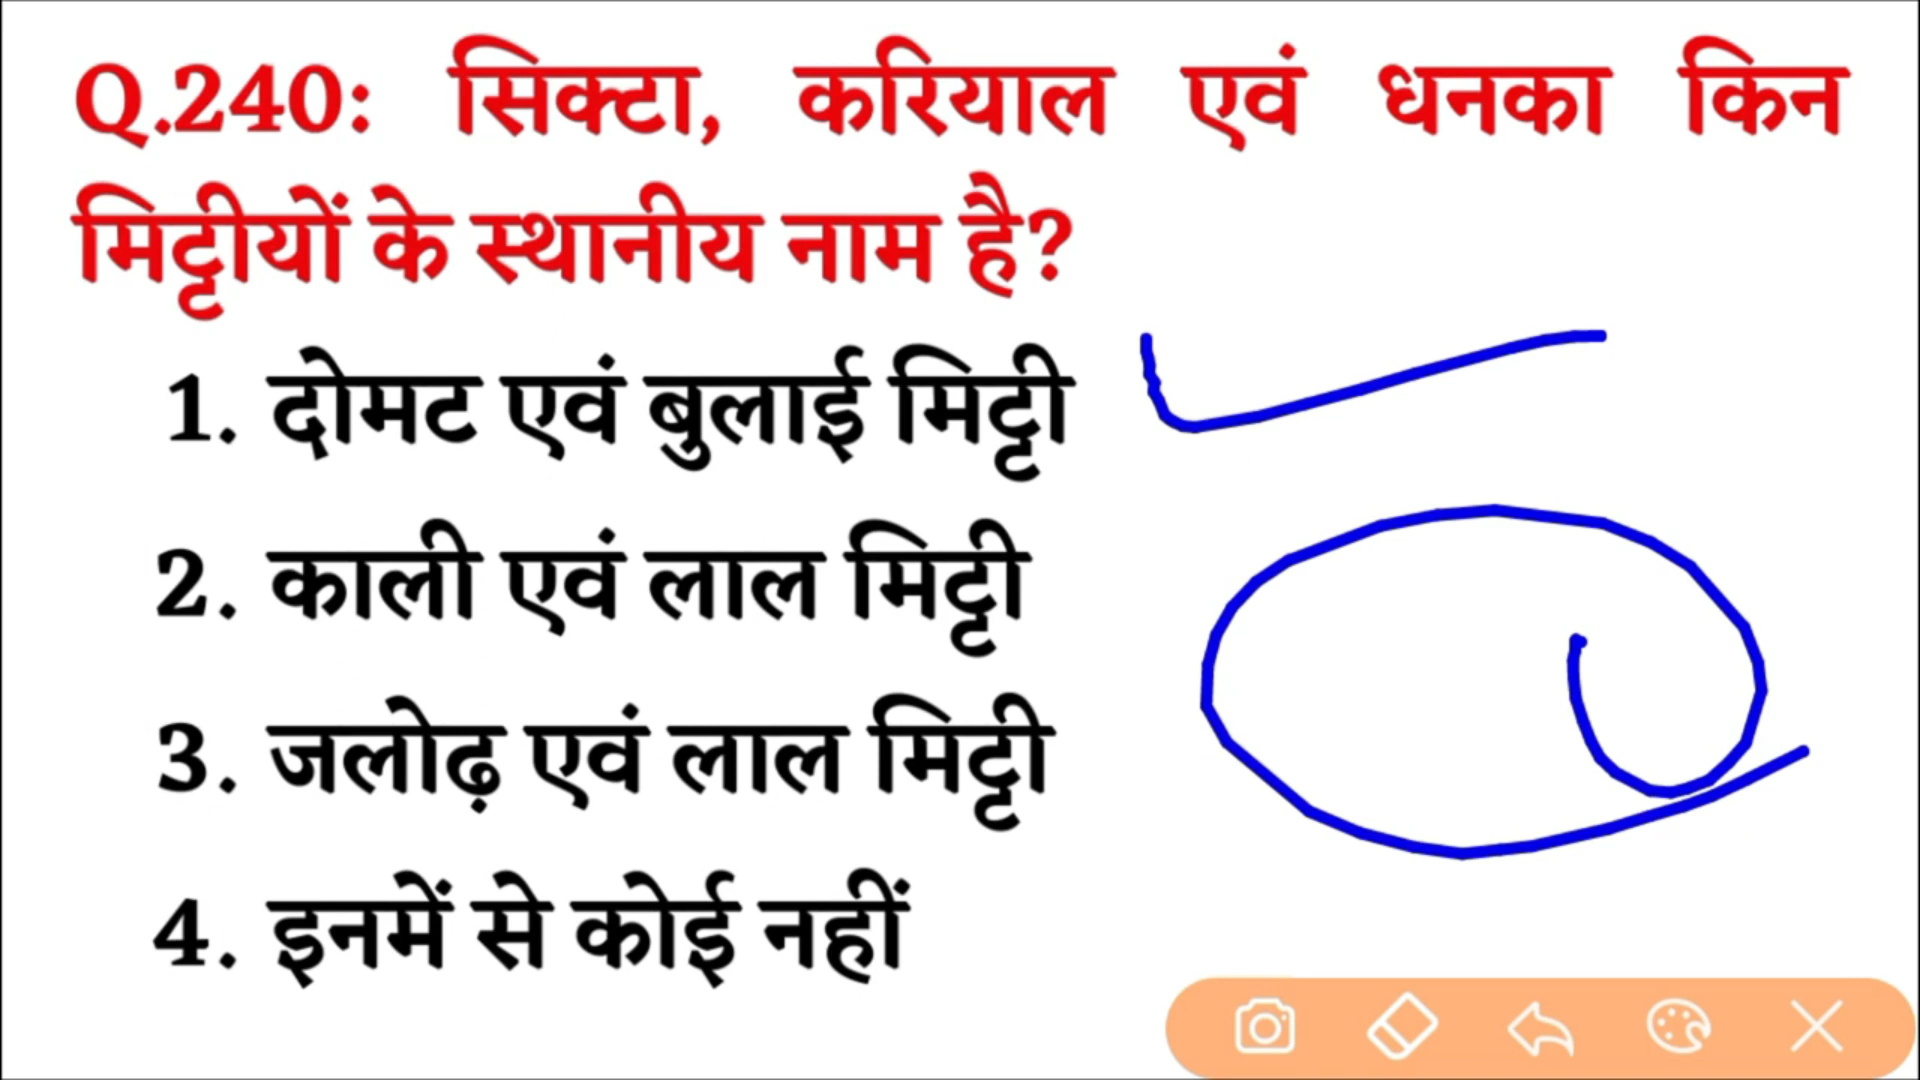 Q.240: सिक्टा, करियाल एवं धनका किन
मिट्टीयों के स्थानीय नाम है?
1. दोमट एवं बुलाई मिट्टी
2. काली एवं लाल मिट्टी
3. जलोढ़ एवं लाल मिट्टी
4. इनमें से कोई नहीं